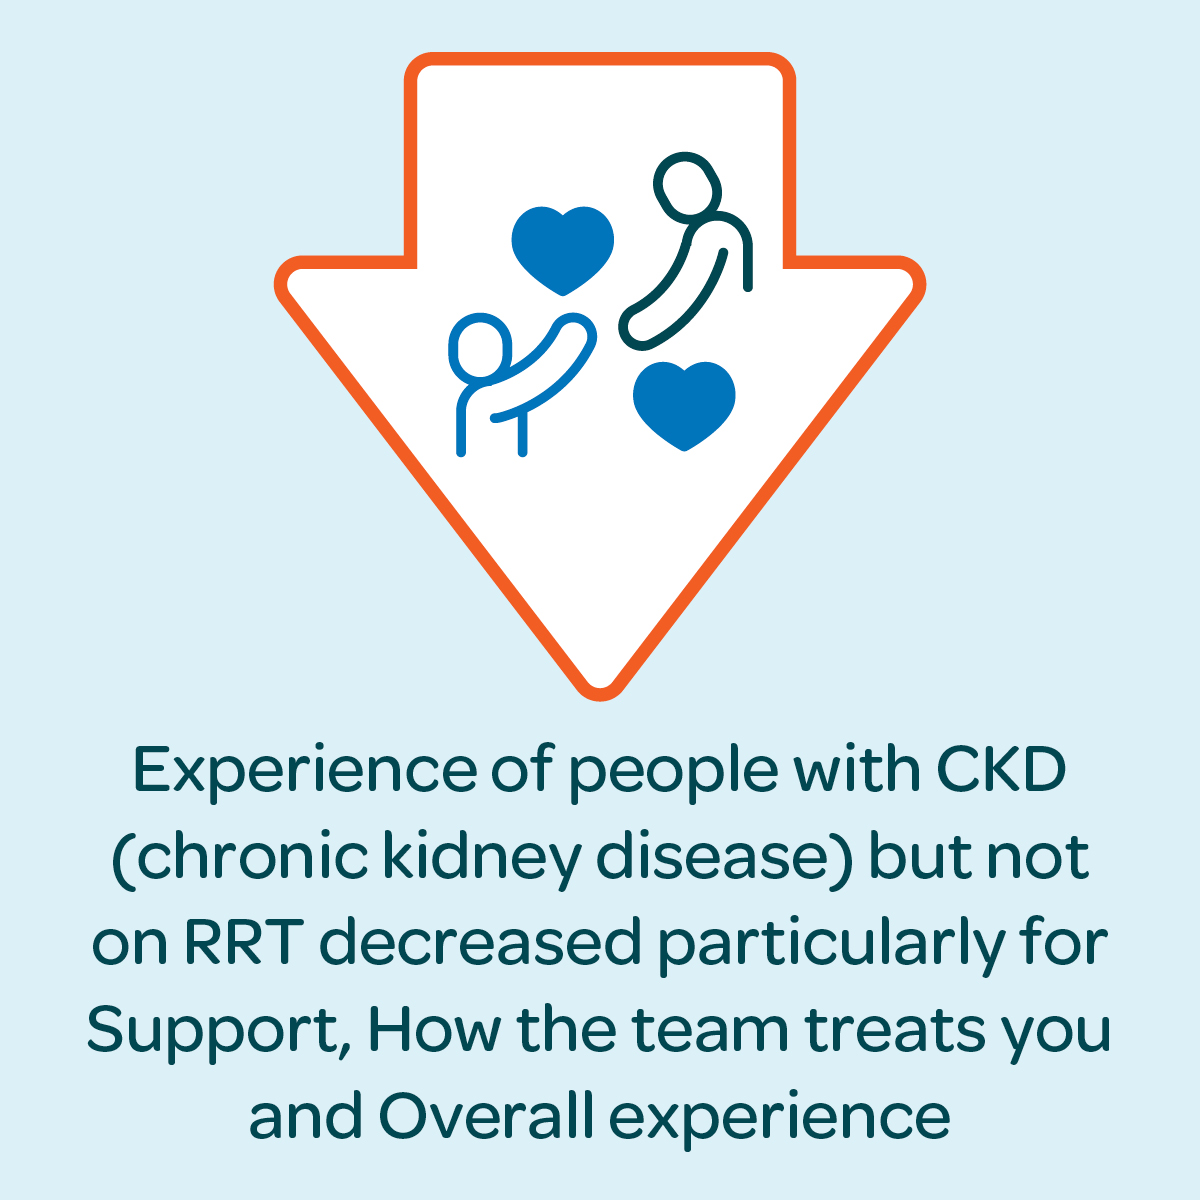 Experience of people with CKD
(chronic kidney disease) but not
on RRT decreased particularly for
Support, How the team treats you
and Overall experience